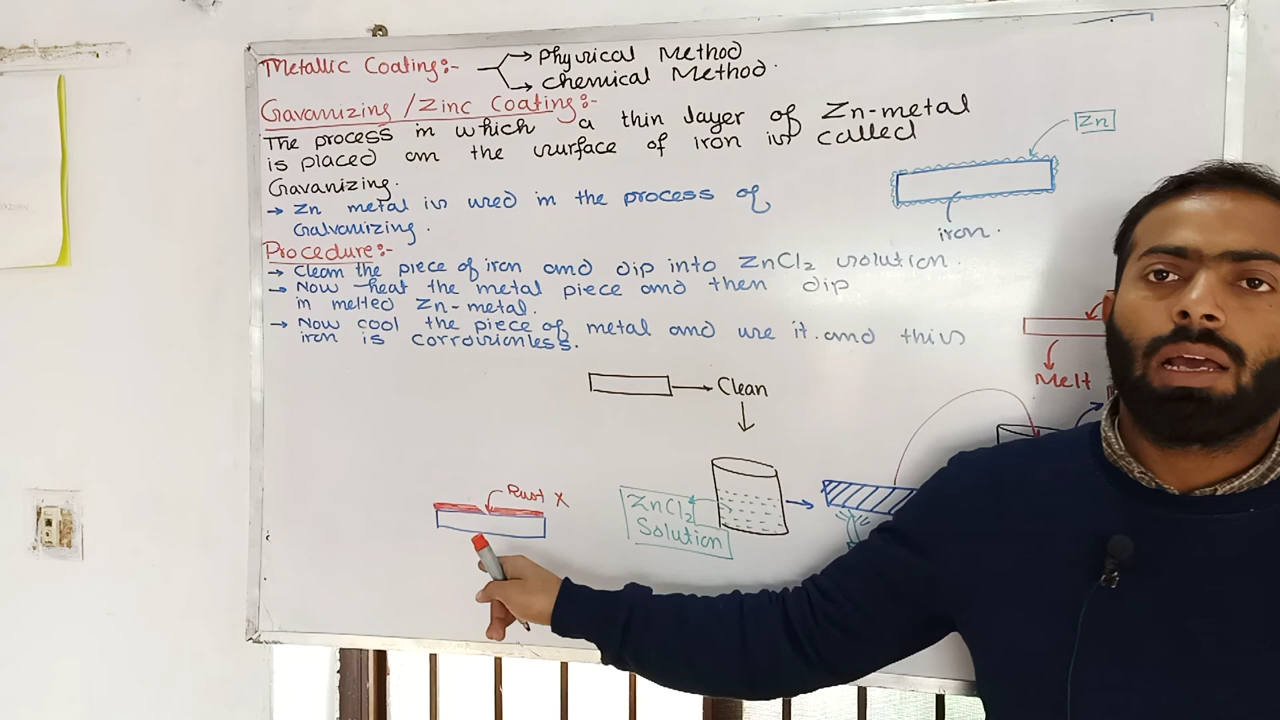 Metallic Coating:-
Physical Method
Chemical Method.
Gavanizing / Zinc Coating:-
The process in which a thin layer of Zn-metal
is placed om the surface of iron is called
Gavanizing.
→ Zn metal is used in the process of
Galvanizing.
Procedure:-
→ Clean the piece of iron and dip into ZnCl2 solution.
→ Now heat the metal piece and then dip
in melted Zn-metal.
→ Now cool the piece of metal and use it. and this
iron is corrosionless.
Zn
iron.
Clean
Melt
Rust X
ZnCl2
Solution